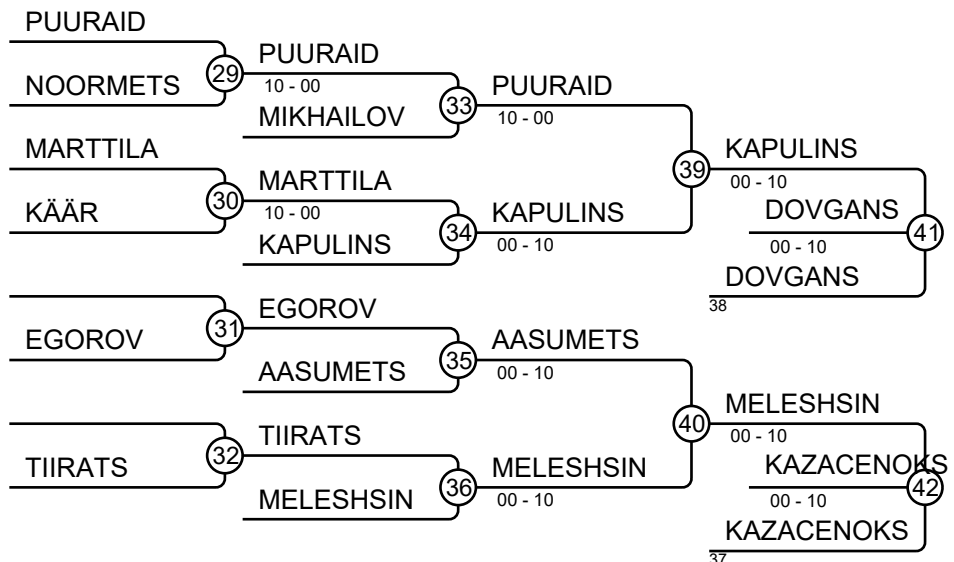 PUURAID
NOORMETS
29
PUURAID
10 - 00
MIKHAILOV
33
PUURAID
10 - 00
MARTTILA
KÄÄR
30
MARTTILA
10 - 00
KAPULINS
34
KAPULINS
00 - 10
39
KAPULINS
00 - 10
DOVGANS
00 - 10
41
DOVGANS
38
EGOROV
31
EGOROV
AASUMETS
35
AASUMETS
00 - 10
TIIRATS
32
TIIRATS
MELESHSIN
36
MELESHSIN
00 - 10
40
MELESHSIN
00 - 10
KAZACENOKS
00 - 10
42
KAZACENOKS
37